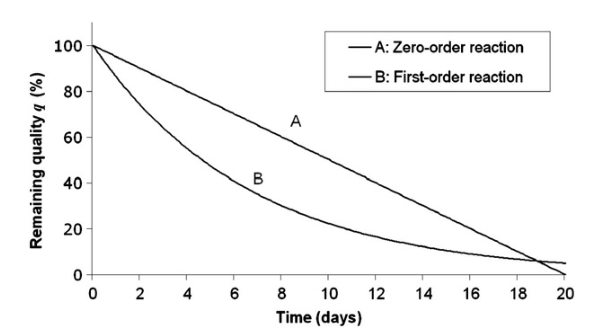 A: Zero-order reaction
B: First-order reaction
Remaining quality q (%)
100
80
60
40
20
0
A
B
0 2 4 6 8 10 12 14 16 18 20
Time (days)